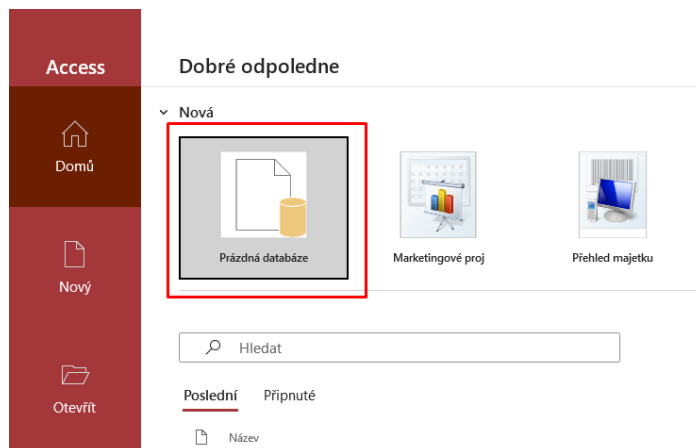 Access
Dobré odpoledne
Nová
Domů
Prázdná databáze
Marketingové proj
Přehled majetku
Nový
Hledat
Poslední
Připnuté
Otevřít
Název